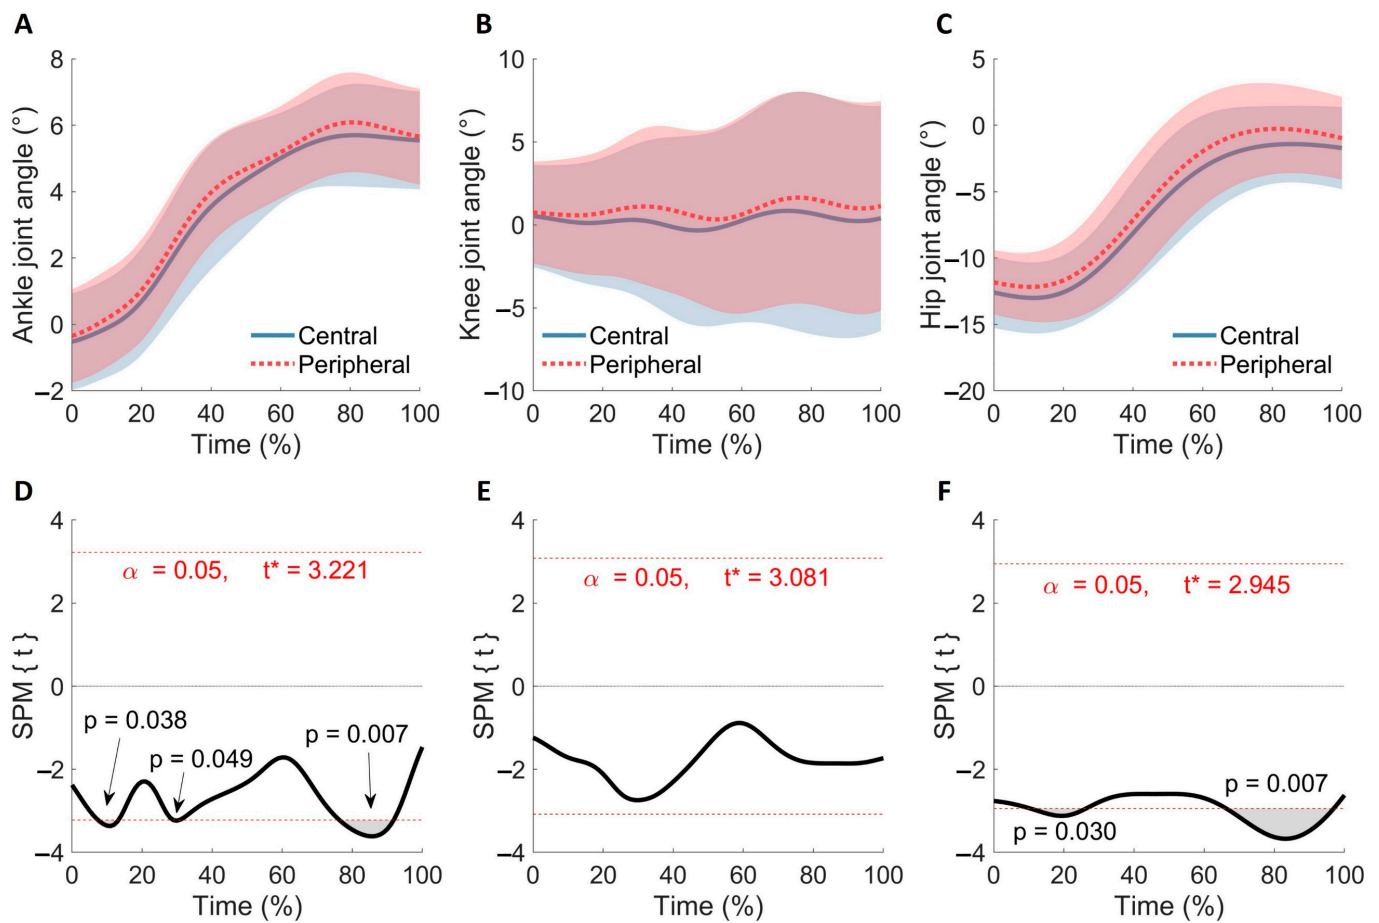 A
Ankle joint angle (°)
8
6
4
2
0
−2
Central
Peripheral
0 20 40 60 80 100
Time (%)
B
Knee joint angle (°)
10
5
0
−5
−10
Central
Peripheral
0 20 40 60 80 100
Time (%)
C
Hip joint angle (°)
5
0
−5
−10
−15
−20
Central
Peripheral
0 20 40 60 80 100
Time (%)
D
SPM { t }
4
2
0
−2
−4
α = 0.05, t* = 3.221
p = 0.038
p = 0.049
p = 0.007
0 20 40 60 80 100
Time (%)
E
SPM { t }
4
2
0
−2
−4
α = 0.05, t* = 3.081
0 20 40 60 80 100
Time (%)
F
SPM { t }
4
2
0
−2
−4
α = 0.05, t* = 2.945
p = 0.007
p = 0.030
0 20 40 60 80 100
Time (%)